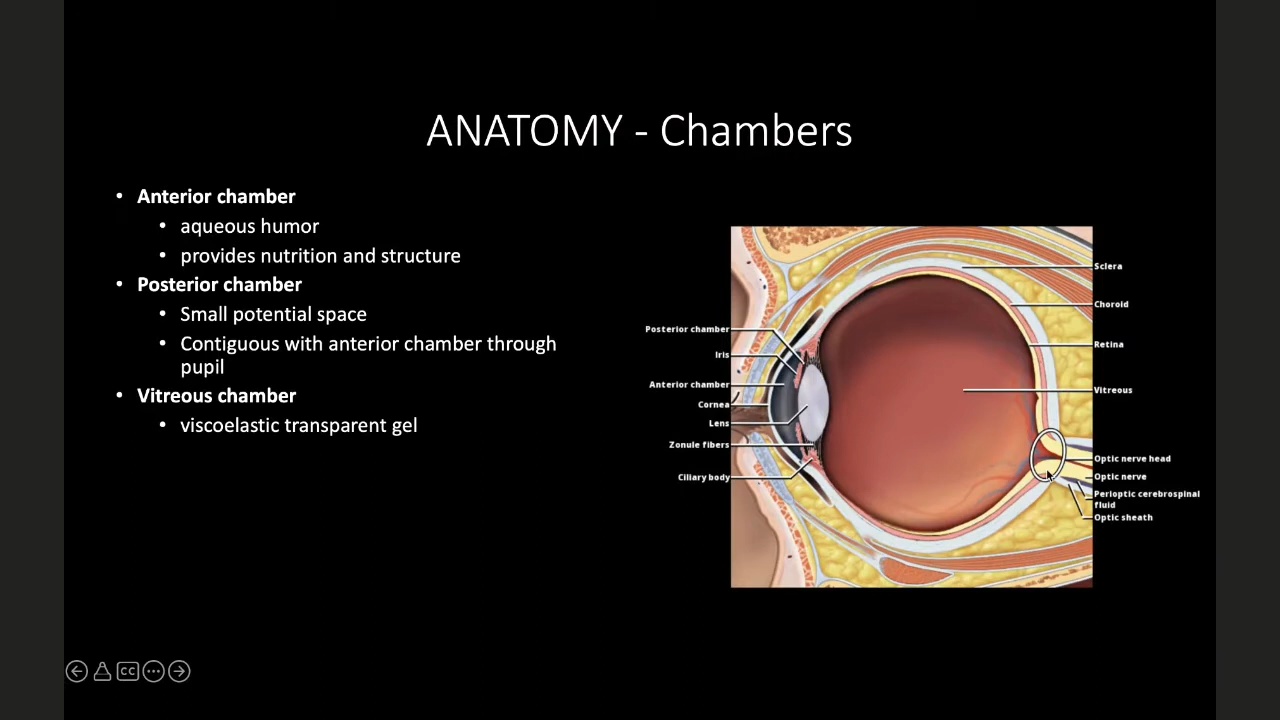 ANATOMY - Chambers
• Anterior chamber
• aqueous humor
• provides nutrition and structure
• Posterior chamber
• Small potential space
• Contiguous with anterior chamber through
pupil
• Vitreous chamber
• viscoelastic transparent gel
Posterior chamber
Iris
Anterior chamber
Cornea
Lens
Zonule fibers
Ciliary body
Sclera
Choroid
Retina
Vitreous
Optic nerve head
Optic nerve
Perioptic cerebrospinal
fluid
Optic sheath
CC